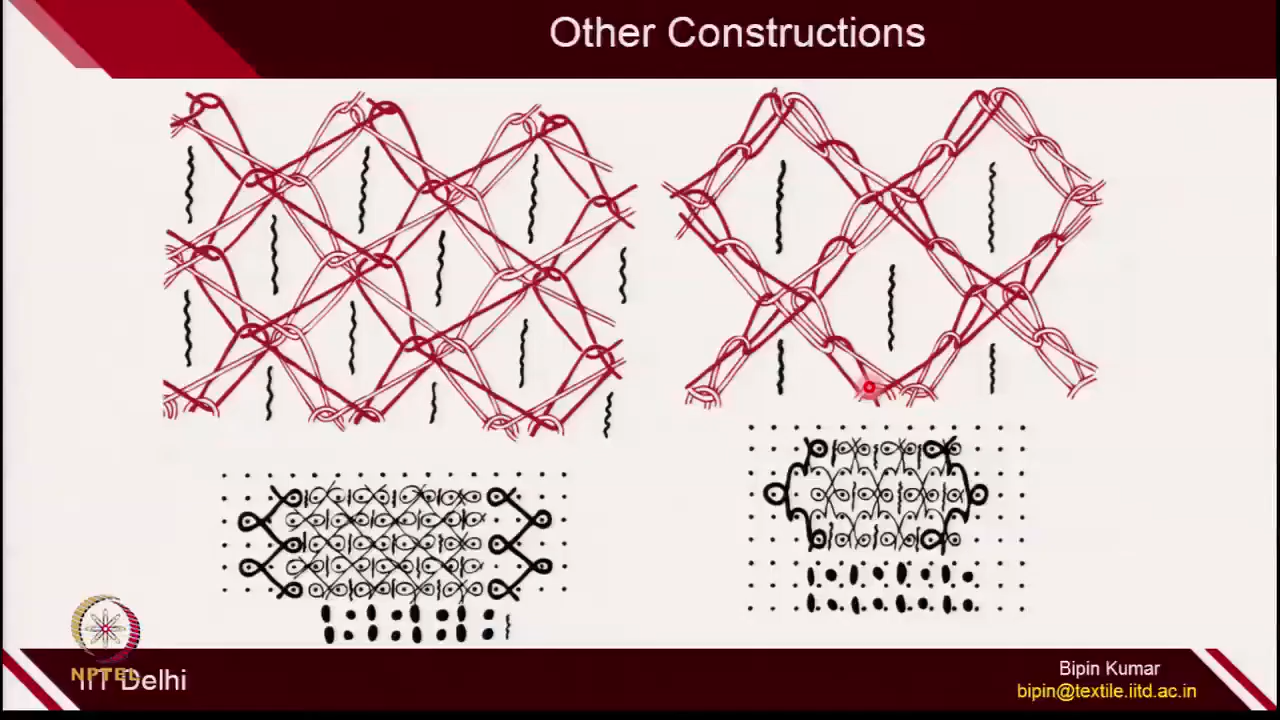 Other Constructions
NPTEL
IIT Delhi
Bipin Kumar
bipin@textile.iitd.ac.in